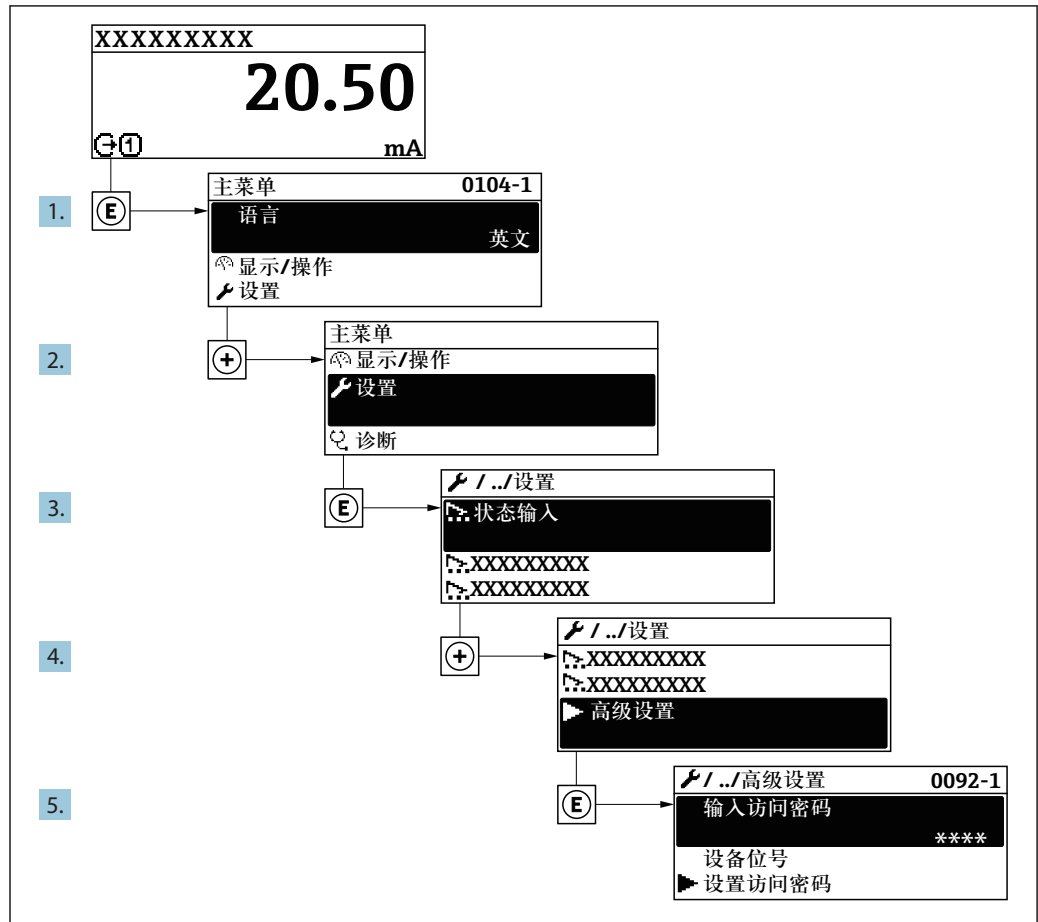 XXXXXXXXX
20.50
mA
1.
E
主菜单 0104-1
语言
英文
显示/操作
设置
2.
+
主菜单
显示/操作
设置
诊断
3.
E
/ ../设置
状态输入
XXXXXXXXX
XXXXXXXXX
4.
+
/ ../设置
XXXXXXXXX
XXXXXXXXX
高级设置
5.
E
/ ../高级设置 0092-1
输入访问密码
****
设备位号
设置访问密码